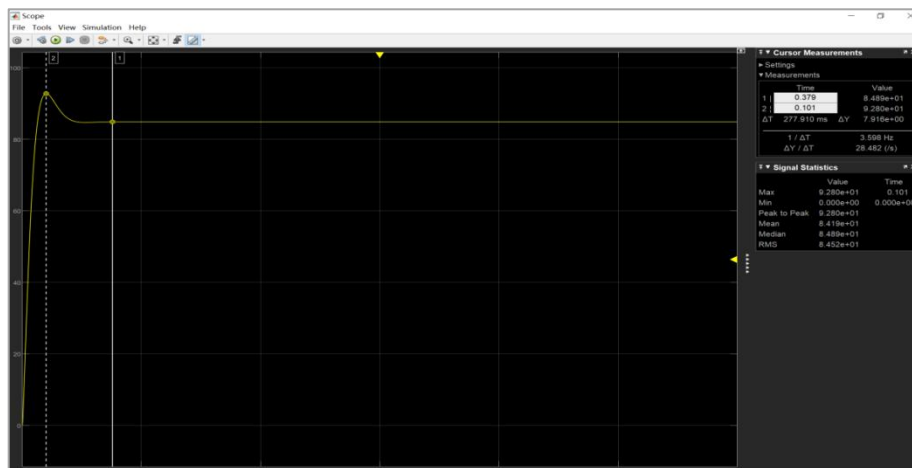 Scope
File Tools View Simulation Help
2
1
100
80
60
40
20
0
Cursor Measurements
Settings
Measurements
Time Value
1 | 0.379 8.489e+01
2 | 0.101 9.280e+01
ΔT 277.910 ms ΔY 7.916e+00
1 / ΔT 3.598 Hz
ΔY / ΔT 28.482 (/s)
Signal Statistics
Value Time
Max 9.280e+01 0.101
Min 0.000e+00 0.000e+00
Peak to Peak 9.280e+01
Mean 8.419e+01
Median 8.489e+01
RMS 8.452e+01